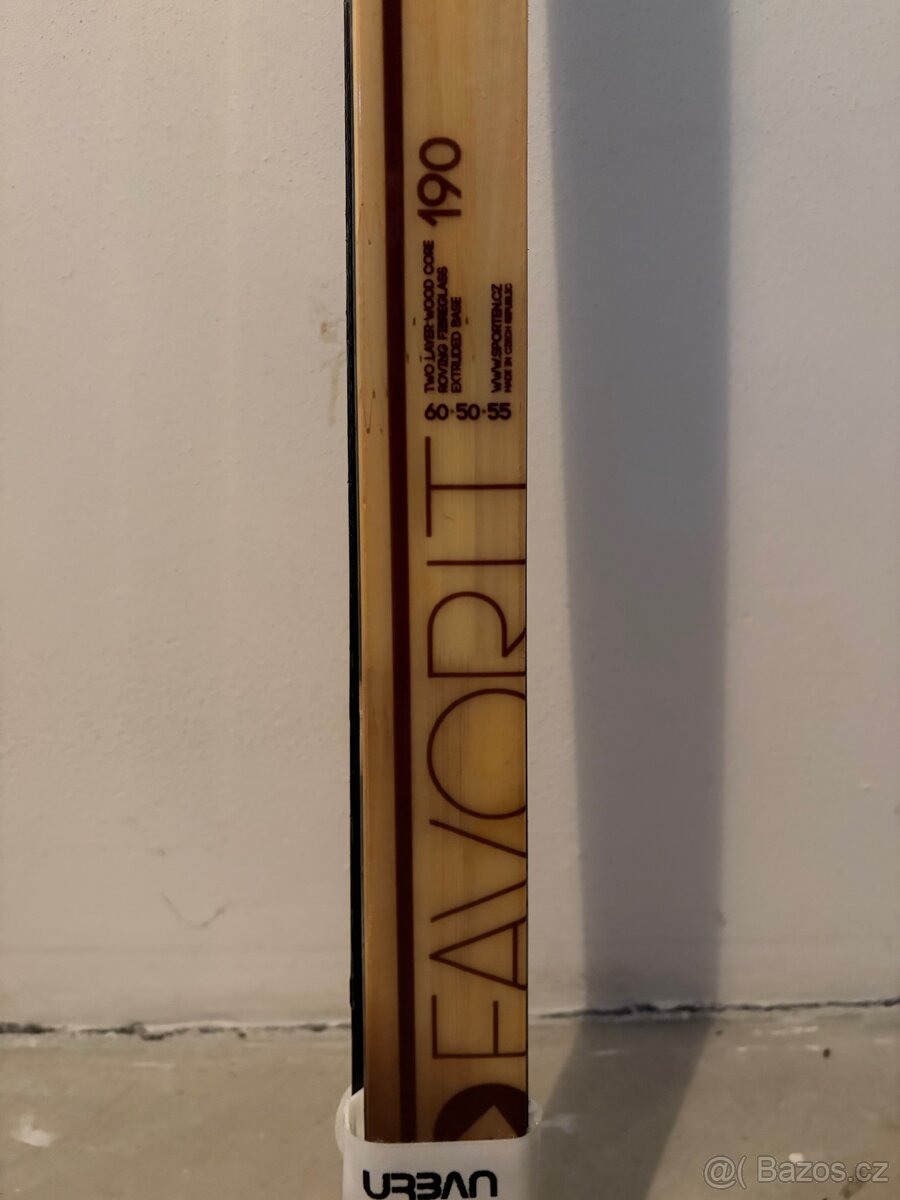 190
TWO LAYER WOOD CORE
ROVING FIBREGLASS
EXTRUDED BASE
WWW.SPORTEN.CZ
MADE IN CZECH REPUBLIC
60-50-55
FAVORIT
URBAN
@( Bazos.cz